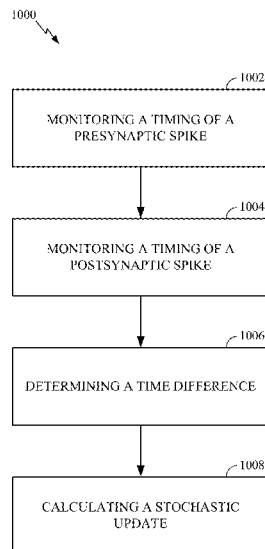 1000
1002
MONITORING A TIMING OF A
PRESYNAPTIC SPIKE
1004
MONITORING A TIMING OF A
POSTSYNAPTIC SPIKE
1006
DETERMINING A TIME DIFFERENCE
1008
CALCULATING A STOCHASTIC
UPDATE